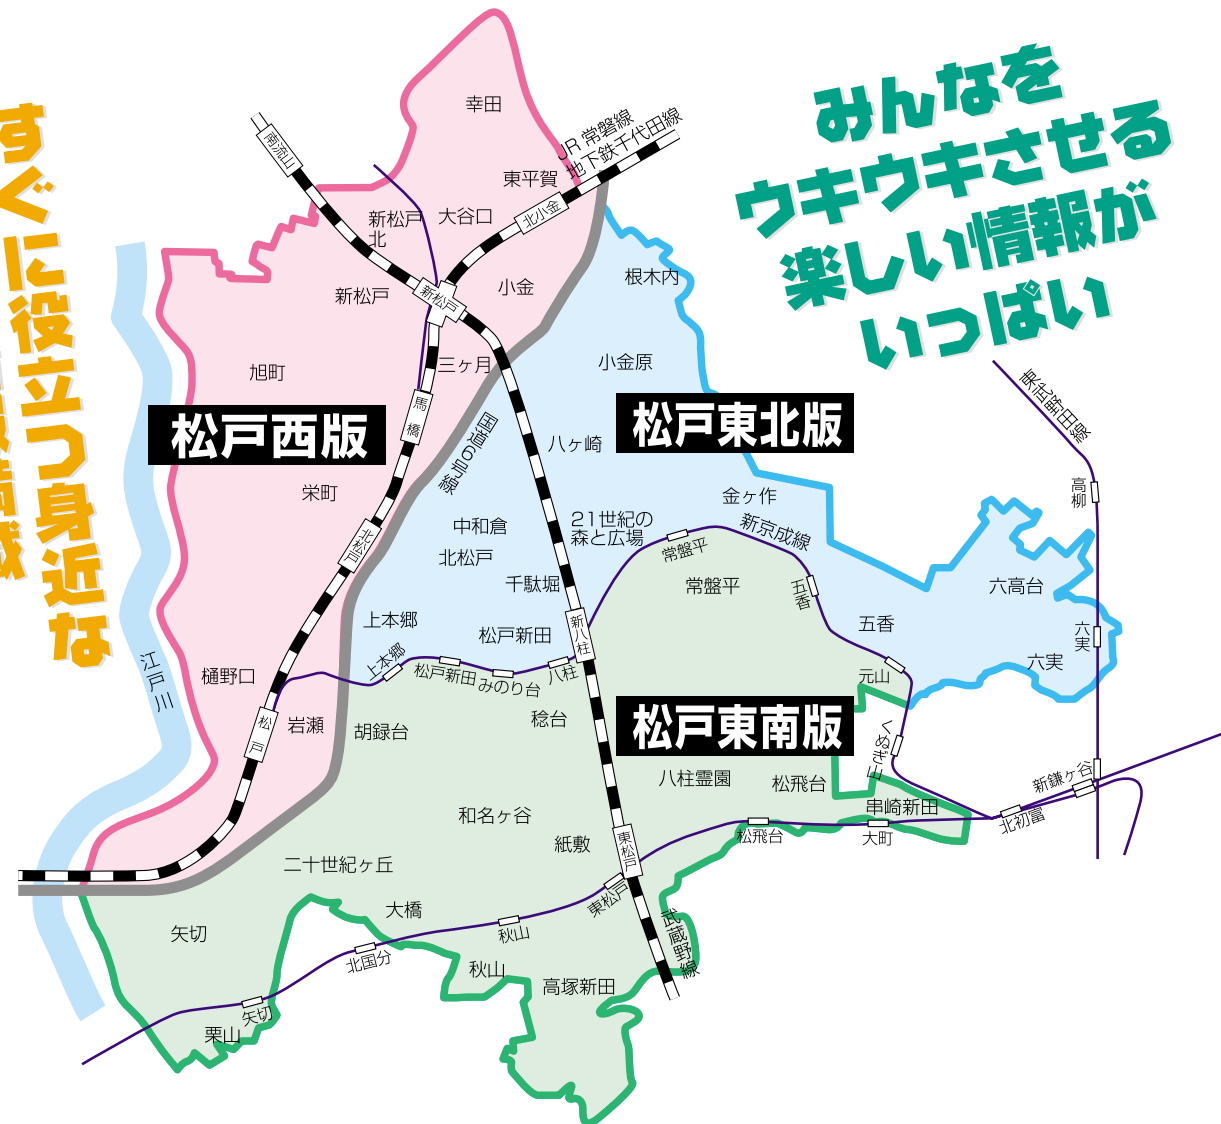 みんなを
ウキウキさせる
楽しい情報が
いっぱい
すぐに役立つ身近な
幸田
JR 常磐線
地下鉄千代田線
南流山
東平賀
新松戸
北
大谷口
北小金
根木内
新松戸
新松戸
小金
旭町
三ヶ月
小金原
東武野田線
馬橋
松戸西版
松戸東北版
国道6号線
八ヶ崎
高柳
栄町
金ヶ作
中和倉
21世紀の
森と広場
新京成線
北松戸
北松戸
常盤平
千駄堀
常盤平
五香
六高台
上本郷
松戸新田
新八柱
五香
六実
江戸川
樋野口
上本郷
松戸新田
みのり台
八柱
元山
六実
松戸
岩瀬
胡録台
稔台
松戸東南版
くぬぎ山
八柱霊園
松飛台
新鎌ヶ谷
和名ヶ谷
串崎新田
北初富
紙敷
東松戸
松飛台
大町
二十世紀ヶ丘
東松戸
大橋
矢切
秋山
武蔵野線
北国分
秋山
高塚新田
矢切
栗山